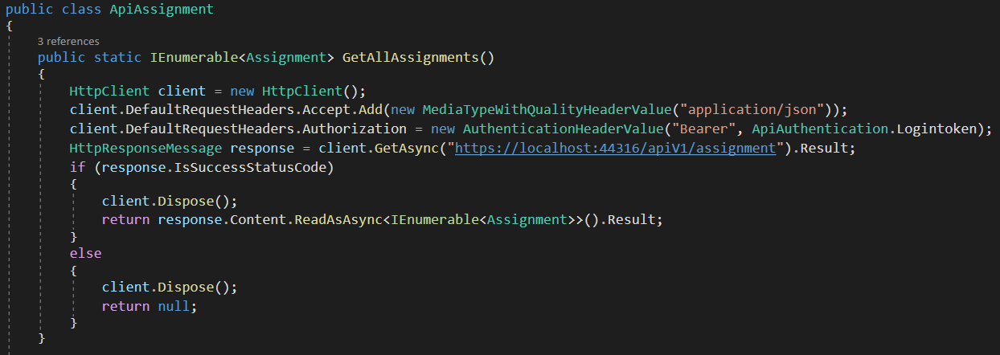 public class ApiAssignment
{
3 references
public static IEnumerable<Assignment> GetAllAssignments()
{
HttpClient client = new HttpClient();
client.DefaultRequestHeaders.Accept.Add(new MediaTypeWithQualityHeaderValue("application/json"));
client.DefaultRequestHeaders.Authorization = new AuthenticationHeaderValue("Bearer", ApiAuthentication.Logintoken);
HttpResponseMessage response = client.GetAsync("https://localhost:44316/apiV1/assignment").Result;
if (response.IsSuccessStatusCode)
{
client.Dispose();
return response.Content.ReadAsAsync<IEnumerable<Assignment>>().Result;
}
else
{
client.Dispose();
return null;
}
}